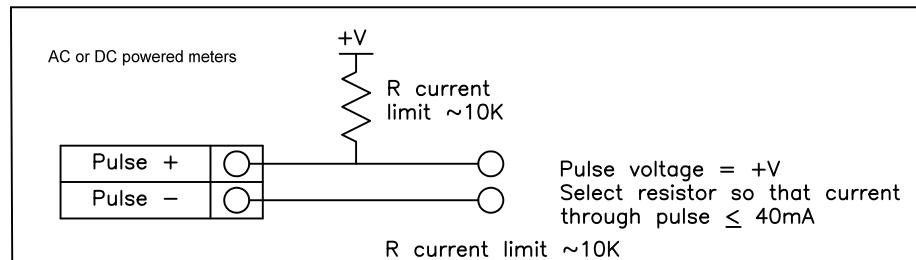 +V
AC or DC powered meters
R current
limit ~10K
Pulse +
Pulse −
Pulse voltage = +V
Select resistor so that current
through pulse ≤ 40mA
R current limit ~10K